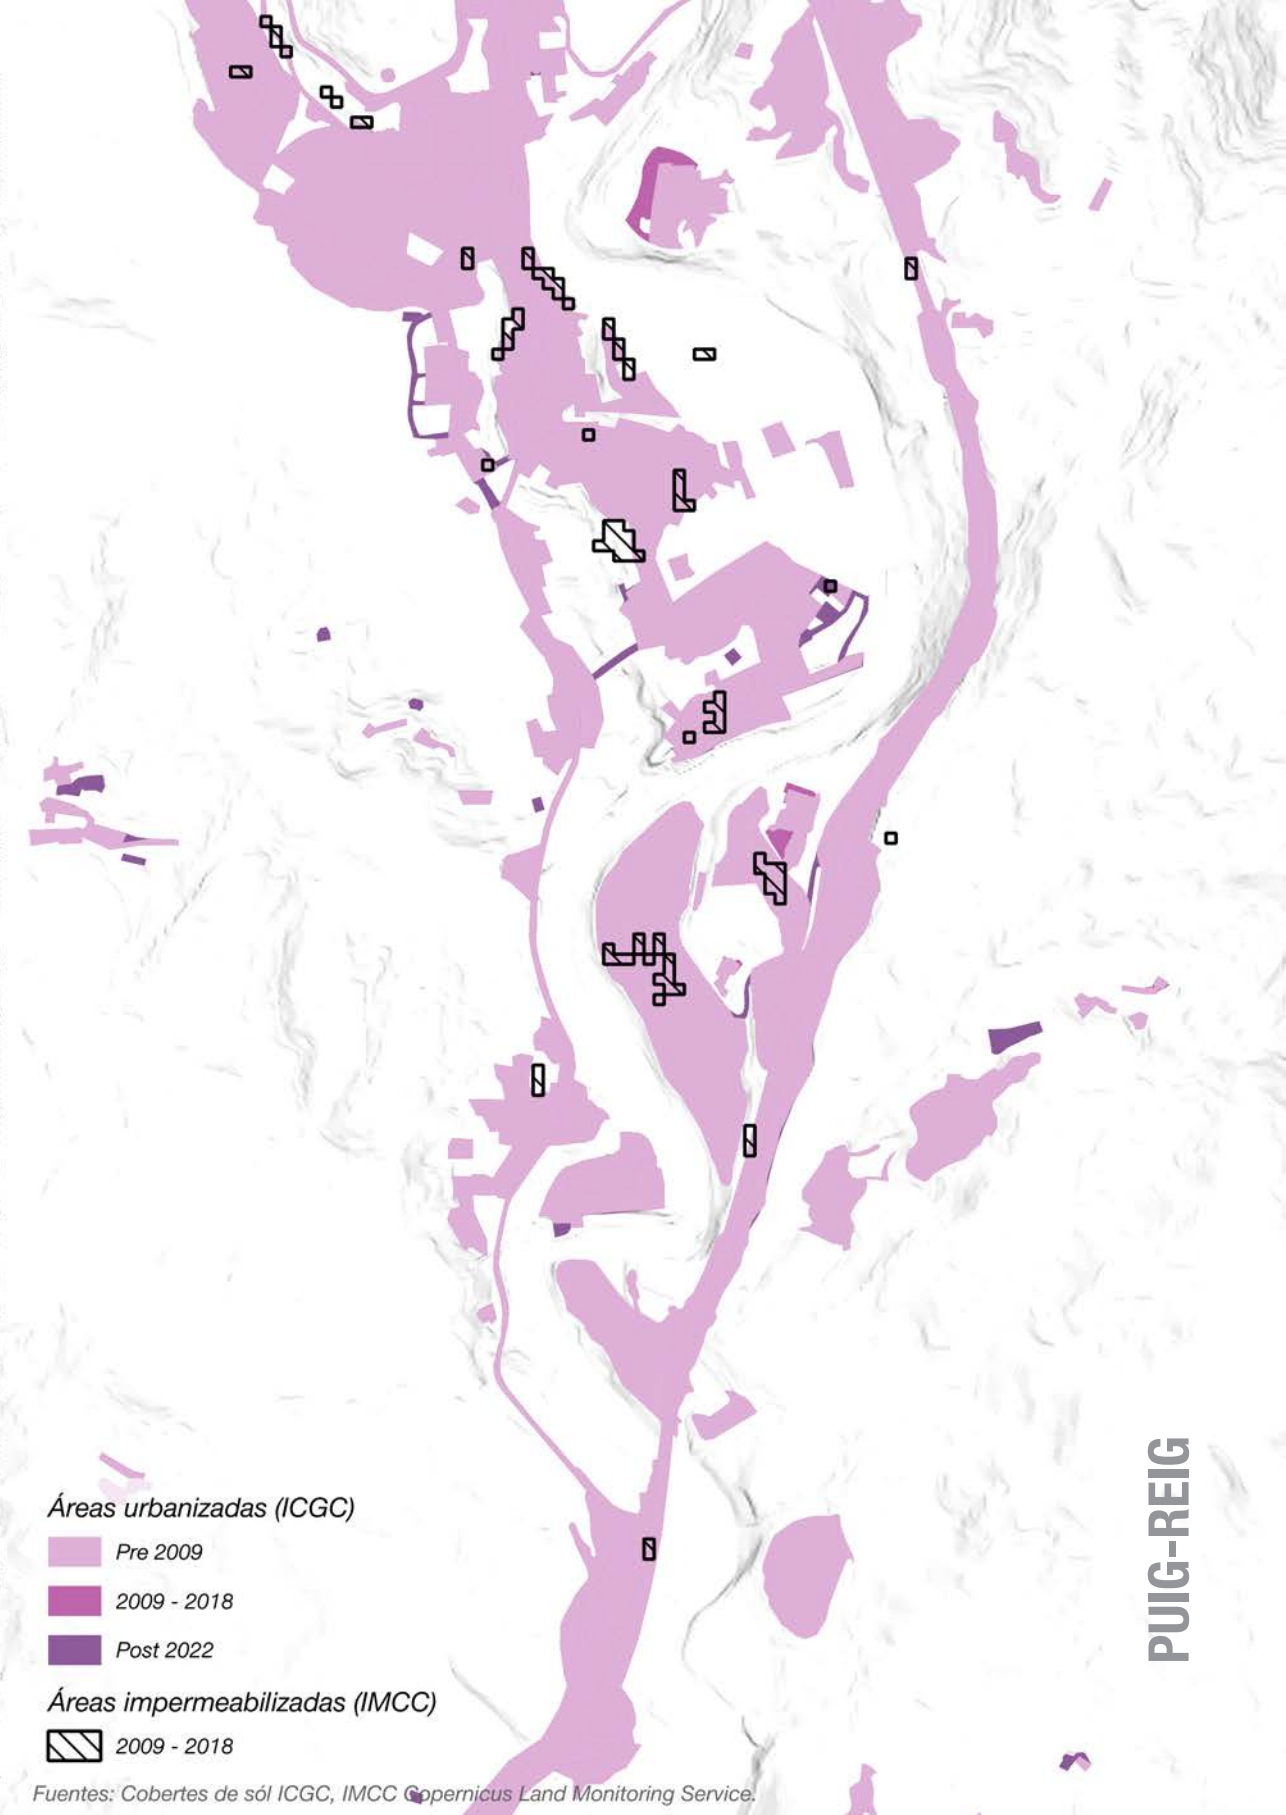 PUIG-REIG
Áreas urbanizadas (ICGC)
Pre 2009
2009 - 2018
Post 2022
Áreas impermeabilizadas (IMCC)
2009 - 2018
Fuentes: Cobertes de sól ICGC, IMCC Copernicus Land Monitoring Service.